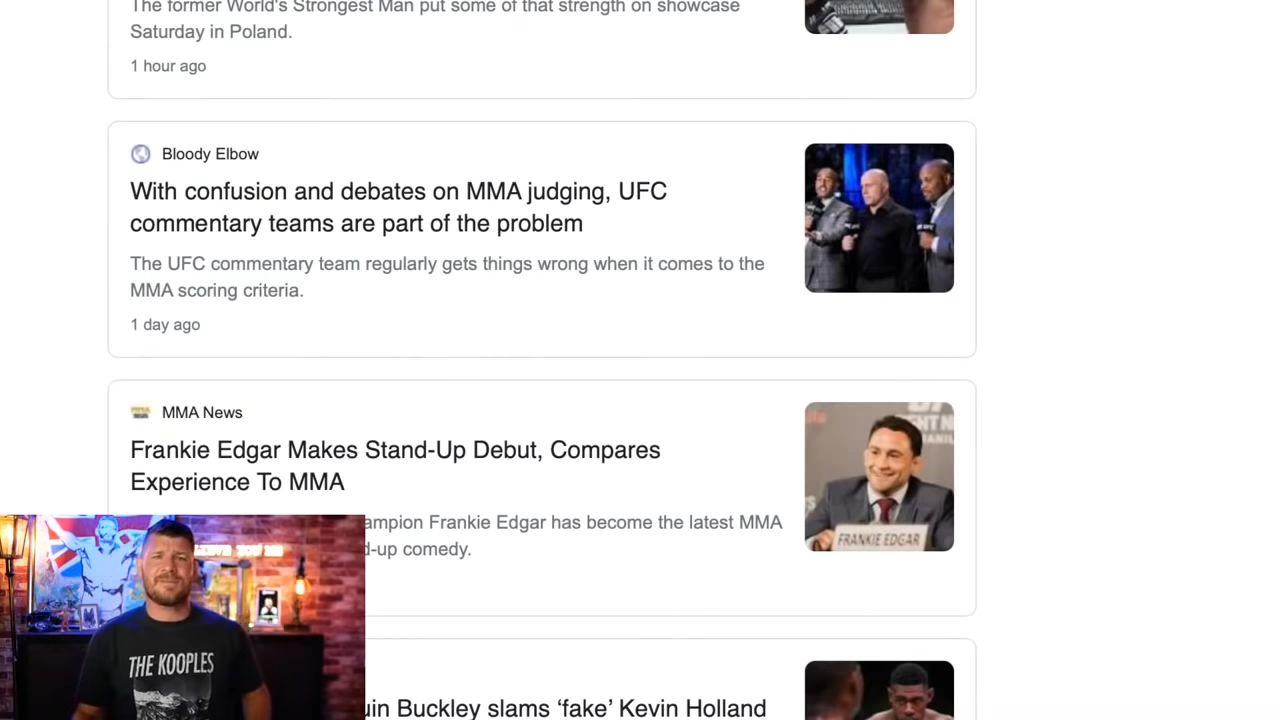 The former World's Strongest Man put some of that strength on showcase
Saturday in Poland.
1 hour ago
Bloody Elbow
With confusion and debates on MMA judging, UFC
commentary teams are part of the problem
The UFC commentary team regularly gets things wrong when it comes to the
MMA scoring criteria.
1 day ago
MMA News
Frankie Edgar Makes Stand-Up Debut, Compares
Experience To MMA
ampion Frankie Edgar has become the latest MMA
d-up comedy.
FRANKIE EDGAR
THE KOOPLES
uin Buckley slams ‘fake’ Kevin Holland